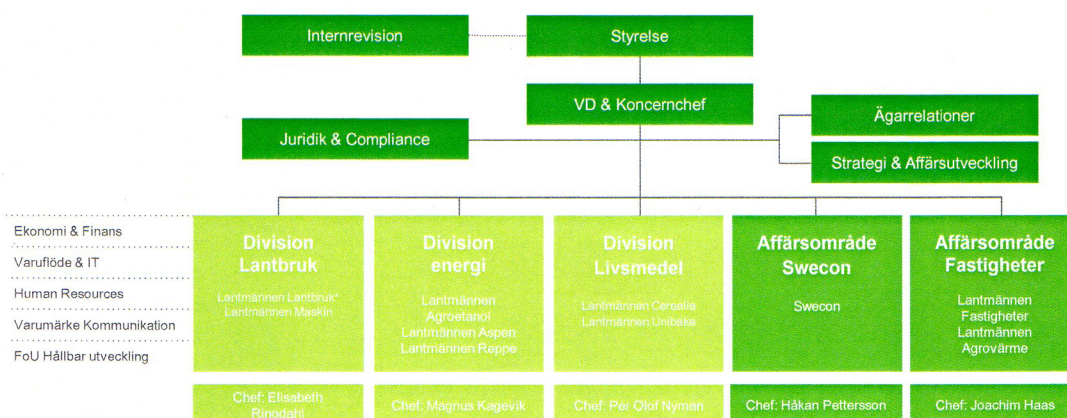 Internrevision
Styrelse
VD & Koncernchef
Juridik & Compliance
Ägarrelationer
Strategi & Affärsutveckling
Ekonomi & Finans
Varuflöde & IT
Human Resources
Varumärke Kommunikation
FoU Hållbar utveckling
Division
Lantbruk
Lantmännen Lantbruk*
Lantmännen Maskin
Division
energi
Lantmännen
Agroetanol
Lantmännen Aspen
Lantmännen Reppe
Division
Livsmedel
Lantmännen Cerealia
Lantmännen Unibake
Affärsområde
Swecon
Swecon
Affärsområde
Fastigheter
Lantmännen
Fastigheter
Lantmännen
Agrovärme
Chef: Elisabeth
Ringdahl
Chef: Magnus Kagevik
Chef: Per Olof Nyman
Chef: Håkan Pettersson
Chef: Joachim Haas